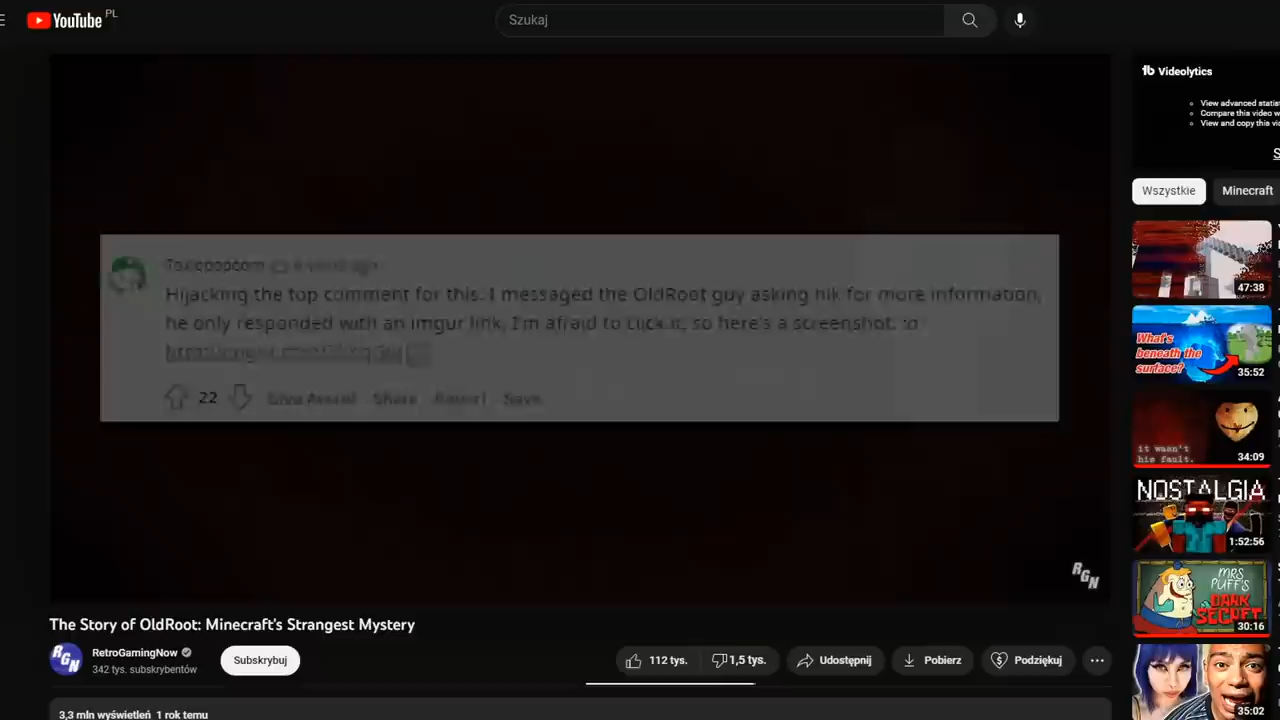 YouTube PL
Szukaj
Videolytics
View advanced statis
Compare this video w
View and copy this vi
S
Wszystkie
Minecraft
Hijacking the top comment for this. I messaged the OldRoot guy asking hik for more information,
he only responded with an imgur link, I'm afraid to click it, so here's a screenshot. :D
22
Give Award Share Report Save
RGN
47:38
What's
beneath the
surface?
35:52
it wasn't
his fault.
34:09
NOSTALGIA
1:52:56
MRS
PUFF'S
DARK
SECRET
30:16
35:02
The Story of OldRoot: Minecraft's Strangest Mystery
RGN
RetroGamingNow
342 tys. subskrybentów
Subskrybuj
112 tys.
1,5 tys.
Udostępnij
Pobierz
Podziękuj
3,3 mln wyświetleń 1 rok temu